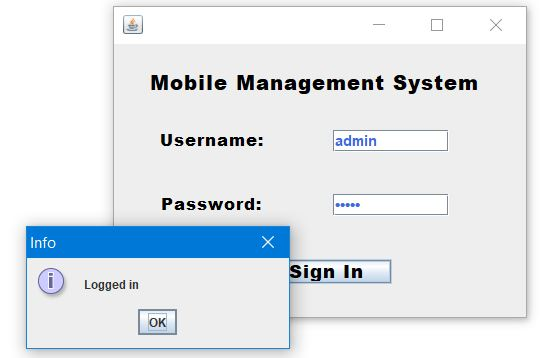 Mobile Management System
Username:
admin
Password:
•••••
Sign In
Info
Logged in
OK